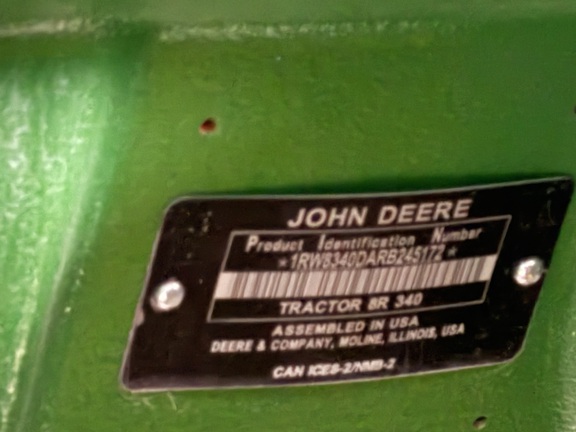 JOHN DEERE
Product Identification Number
*1RW8340DARB245172*
TRACTOR 8R 340
ASSEMBLED IN USA
DEERE & COMPANY, MOLINE, ILLINOIS, USA
CAN ICES-2/NMB-2